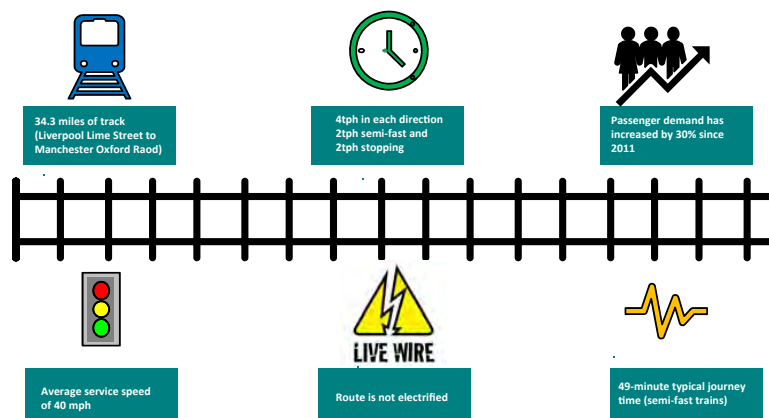 34.3 miles of track
(Liverpool Lime Street to
Manchester Oxford Raod)
4tph in each direction
2tph semi-fast and
2tph stopping
Passenger demand has
increased by 30% since
2011
LIVE WIRE
Average service speed
of 40 mph
Route is not electrified
49-minute typical journey
time (semi-fast trains)